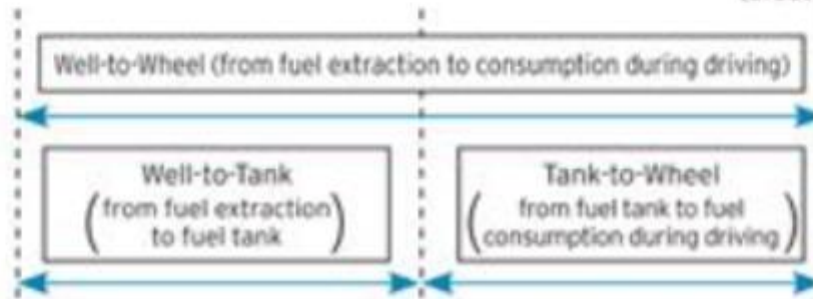 Well-to-Wheel (from fuel extraction to consumption during driving)
Well-to-Tank
(from fuel extraction
to fuel tank)
Tank-to-Wheel
(from fuel tank to fuel
consumption during driving)